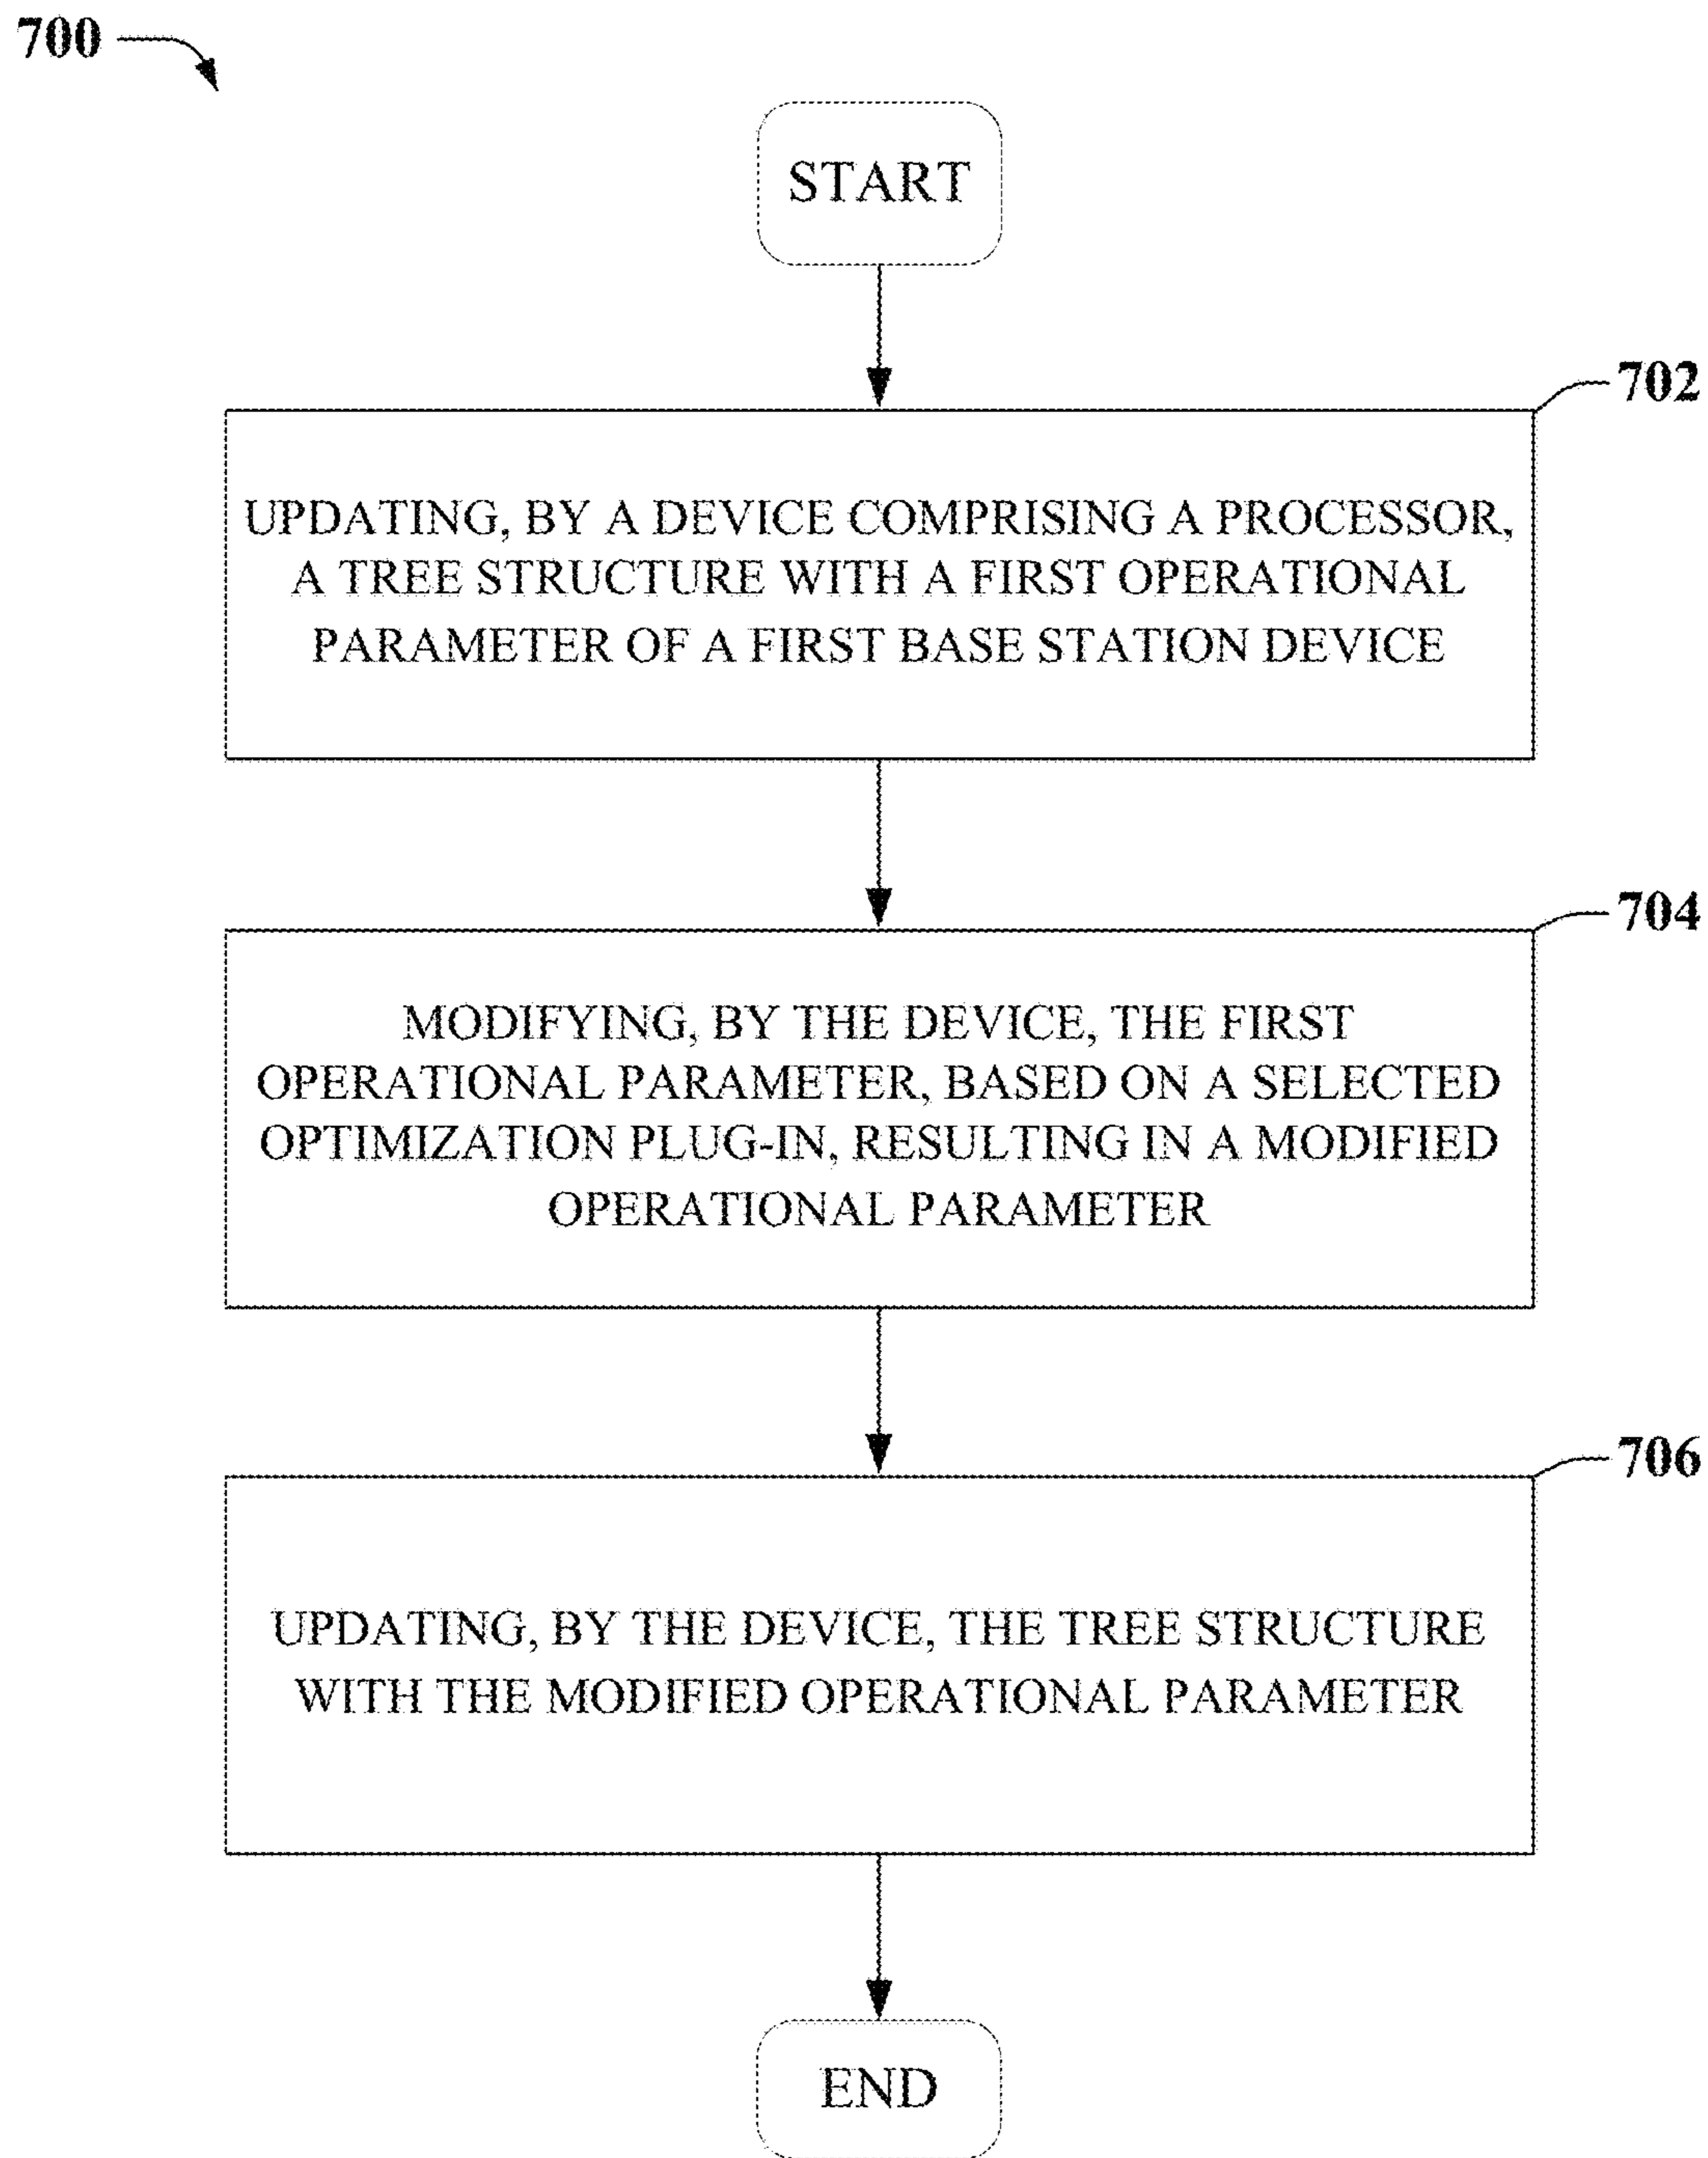 700
START
702
UPDATING, BY A DEVICE COMPRISING A PROCESSOR,
A TREE STRUCTURE WITH A FIRST OPERATIONAL
PARAMETER OF A FIRST BASE STATION DEVICE
704
MODIFYING, BY THE DEVICE, THE FIRST
OPERATIONAL PARAMETER, BASED ON A SELECTED
OPTIMIZATION PLUG-IN, RESULTING IN A MODIFIED
OPERATIONAL PARAMETER
706
UPDATING, BY THE DEVICE, THE TREE STRUCTURE
WITH THE MODIFIED OPERATIONAL PARAMETER
END